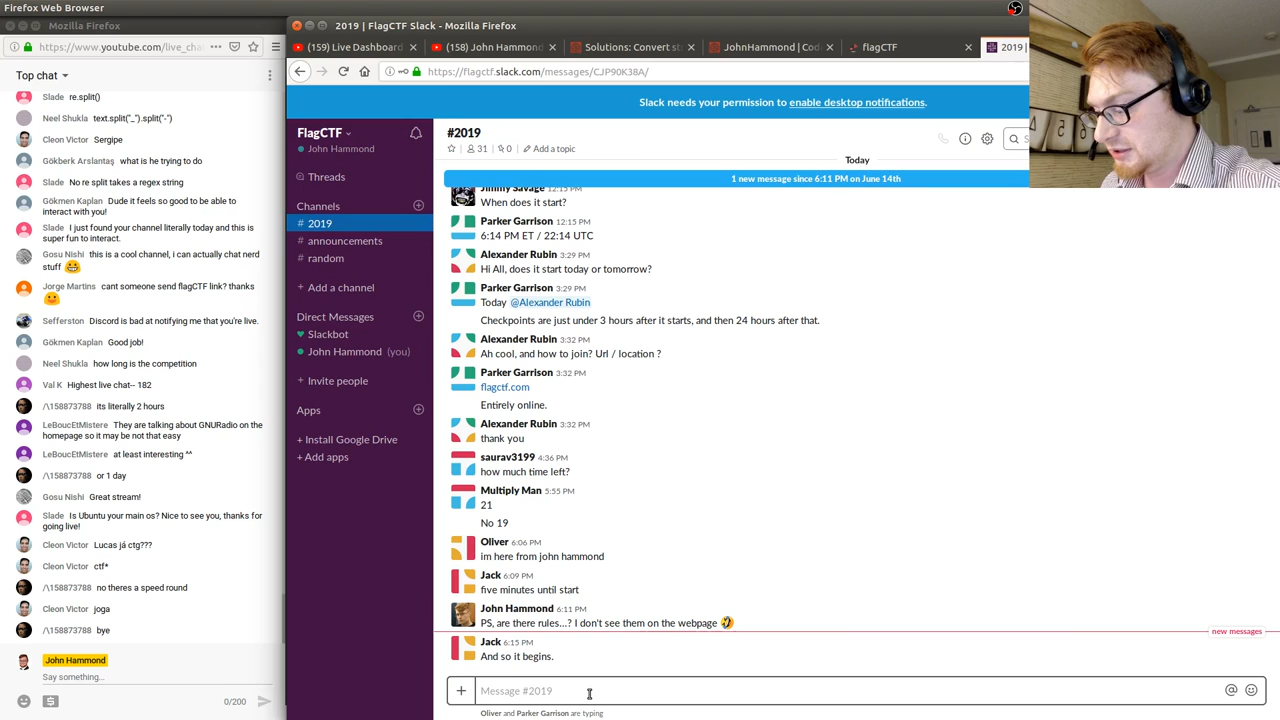 Firefox Web Browser
Mozilla Firefox
https://www.youtube.com/live_cha
Top chat
Slade re.split()
Neel Shukla text.split("_").split("-")
Cleon Victor Sergipe
Gökberk Arslantaş what is he trying to do
Slade No re split takes a regex string
Gökmen Kaplan Dude it feels so good to be able to
interact with you!
Slade I just found your channel literally today and this is
super fun to interact.
Gosu Nishi this is a cool channel, i can actually chat nerd
stuff
Jorge Martins cant someone send flagCTF link? thanks
Sefferston Discord is bad at notifying me that you're live.
Gökmen Kaplan Good job!
Neel Shukla how long is the competition
Val K Highest live chat-- 182
/\158873788 its literally 2 hours
LeBoucEtMistere They are talking about GNURadio on the
homepage so it may be not that easy
LeBoucEtMistere at least interesting ^^
/\158873788 or 1 day
Gosu Nishi Great stream!
Slade Is Ubuntu your main os? Nice to see you, thanks for
going live!
Cleon Victor Lucas já ctg???
Cleon Victor ctf*
/\158873788 no theres a speed round
Cleon Victor joga
/\158873788 bye
John Hammond
Say something...
0/200
2019 | FlagCTF Slack - Mozilla Firefox
(159) Live Dashboard
(158) John Hammond
Solutions: Convert str
JohnHammond | Cod
flagCTF
2019 |
https://flagctf.slack.com/messages/CJP90K38A/
Slack needs your permission to enable desktop notifications.
FlagCTF
John Hammond
Threads
Channels
# 2019
# announcements
# random
+ Add a channel
Direct Messages
Slackbot
John Hammond (you)
+ Invite people
Apps
+ Install Google Drive
+ Add apps
#2019
31 | 0 | Add a topic
S
Today
1 new message since 6:11 PM on June 14th
Jimmy Savage 12:15 PM
When does it start?
Parker Garrison 12:15 PM
6:14 PM ET / 22:14 UTC
Alexander Rubin 3:29 PM
Hi All, does it start today or tomorrow?
Parker Garrison 3:29 PM
Today @Alexander Rubin
Checkpoints are just under 3 hours after it starts, and then 24 hours after that.
Alexander Rubin 3:32 PM
Ah cool, and how to join? Url / location ?
Parker Garrison 3:32 PM
flagctf.com
Entirely online.
Alexander Rubin 3:32 PM
thank you
saurav3199 4:36 PM
how much time left?
Multiply Man 5:55 PM
21
No 19
Oliver 6:06 PM
im here from john hammond
Jack 6:09 PM
five minutes until start
John Hammond 6:11 PM
PS, are there rules...? I don't see them on the webpage
new messages
Jack 6:15 PM
And so it begins.
+ Message #2019
Oliver and Parker Garrison are typing